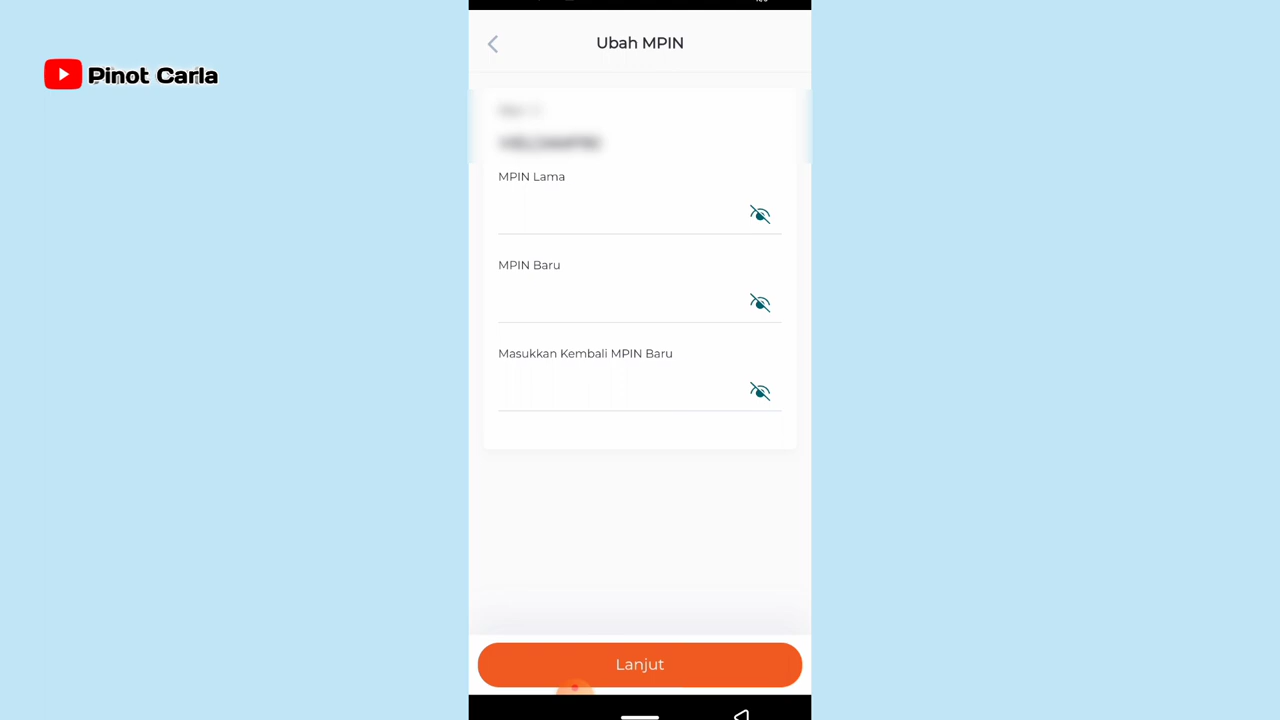 Ubah MPIN
Pinot Carla
MPIN Lama
MPIN Baru
Masukkan Kembali MPIN Baru
Lanjut